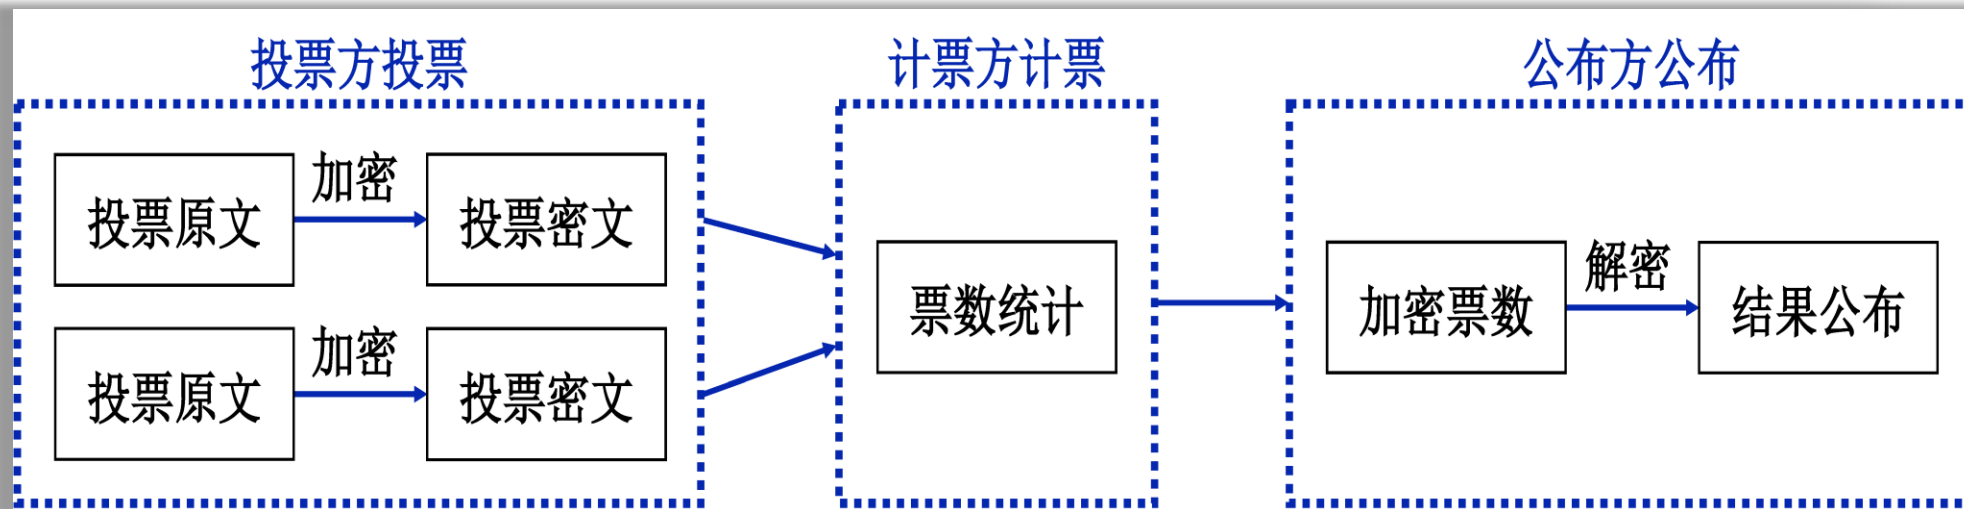 投票方投票
计票方计票
公布方公布
投票原文
加密
投票密文
投票原文
加密
投票密文
票数统计
加密票数
解密
结果公布